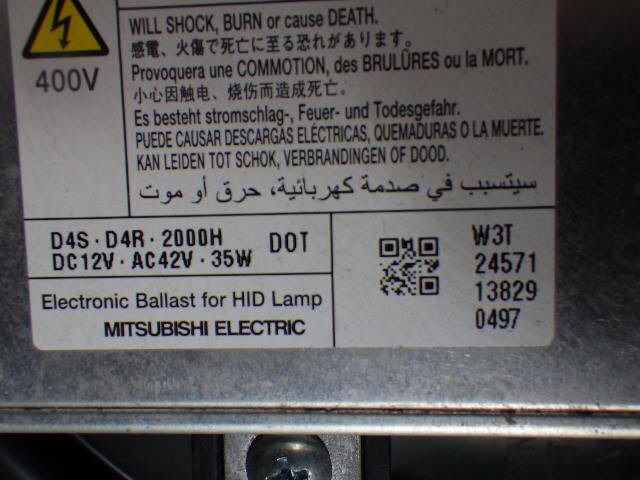 WILL SHOCK, BURN or cause DEATH.
感電、火傷で死亡に至る恐れがあります。
Provoquera une COMMOTION, des BRULÛRES ou la MORT.
小心因触电、烧伤而造成死亡。
Es besteht stromschlag-, Feuer- und Todesgefahr.
PUEDE CAUSAR DESCARGAS ELÉCTRICAS, QUEMADURAS O LA MUERTE.
KAN LEIDEN TOT SCHOK, VERBRANDINGEN OF DOOD.
سيتسبب في صدمة كهربائية، حرق أو موت
400V
D4S · D4R · 2000H
DC12V · AC42V · 35W
DOT
Electronic Ballast for HID Lamp
MITSUBISHI ELECTRIC
W3T
24571
13829
0497